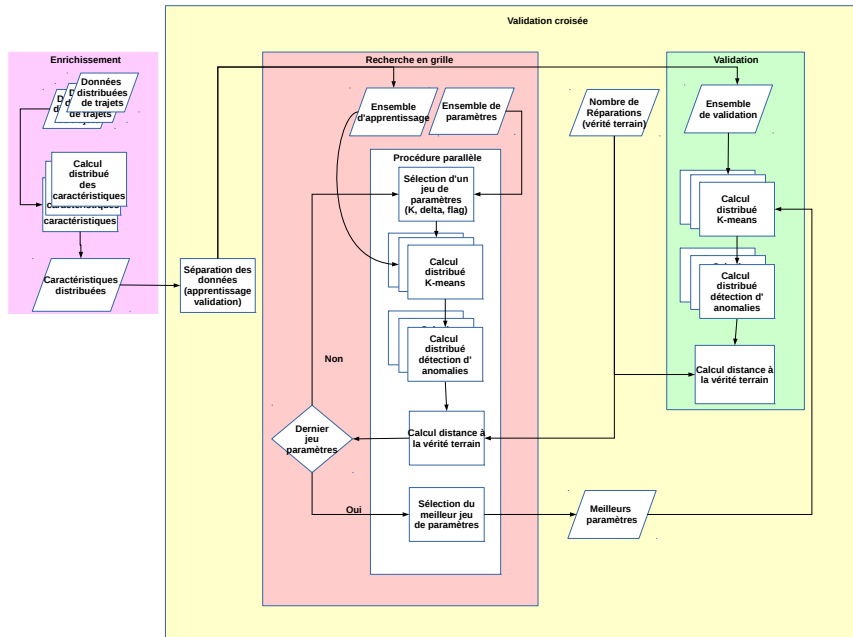 Validation croisée
Enrichissement
Données
distribuées
de trajets
de trajets
Calcul
distribué
des
caractéristiques
caractéristiques
Caractéristiques
distribuées
Séparation des
données
(apprentissage
validation)
Recherche en grille
Ensemble
d'apprentissage
Ensemble de
paramètres
Procédure parallèle
Sélection d'un
jeu de
paramètres
(K, delta, flag)
Calcul
distribué
K-means
Calcul
distribué
détection d'
anomalies
Non
Dernier
jeu
paramètres
Calcul distance à
la vérité terrain
Oui
Sélection du
meilleur jeu
de paramètres
Nombre de
Réparations
(vérité terrain)
Meilleurs
paramètres
Validation
Ensemble
de validation
Calcul
distribué
K-means
Calcul
distribué
détection d'
anomalies
Calcul distance à
la vérité terrain